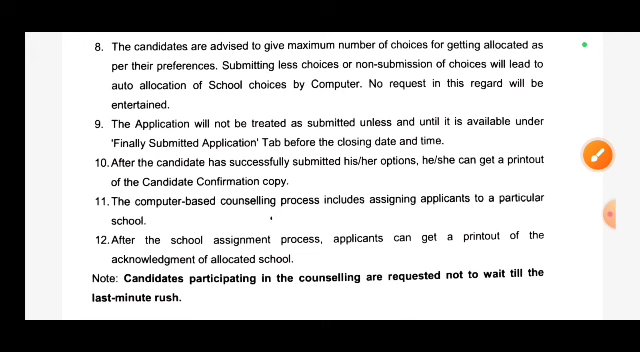 8. The candidates are advised to give maximum number of choices for getting allocated as
per their preferences. Submitting less choices or non-submission of choices will lead to
auto allocation of School choices by Computer. No request in this regard will be
entertained.
9. The Application will not be treated as submitted unless and until it is available under
'Finally Submitted Application' Tab before the closing date and time.
10. After the candidate has successfully submitted his/her options, he/she can get a printout
of the Candidate Confirmation copy.
11. The computer-based counselling process includes assigning applicants to a particular
school.
12. After the school assignment process, applicants can get a printout of the
acknowledgment of allocated school.
Note: Candidates participating in the counselling are requested not to wait till the
last-minute rush.